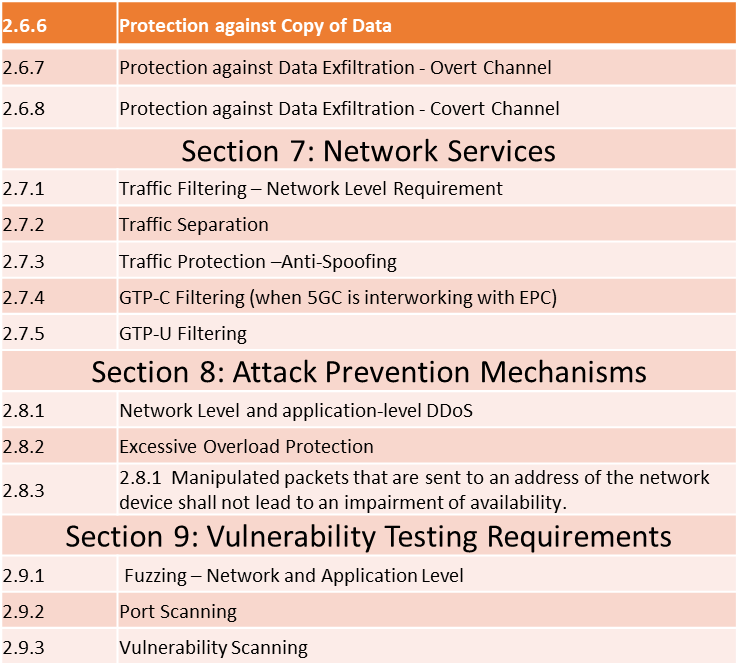 2.6.6 Protection against Copy of Data
2.6.7 Protection against Data Exfiltration - Overt Channel
2.6.8 Protection against Data Exfiltration - Covert Channel
Section 7: Network Services
2.7.1 Traffic Filtering – Network Level Requirement
2.7.2 Traffic Separation
2.7.3 Traffic Protection –Anti-Spoofing
2.7.4 GTP-C Filtering (when 5GC is interworking with EPC)
2.7.5 GTP-U Filtering
Section 8: Attack Prevention Mechanisms
2.8.1 Network Level and application-level DDoS
2.8.2 Excessive Overload Protection
2.8.3 2.8.1 Manipulated packets that are sent to an address of the network
device shall not lead to an impairment of availability.
Section 9: Vulnerability Testing Requirements
2.9.1 Fuzzing – Network and Application Level
2.9.2 Port Scanning
2.9.3 Vulnerability Scanning